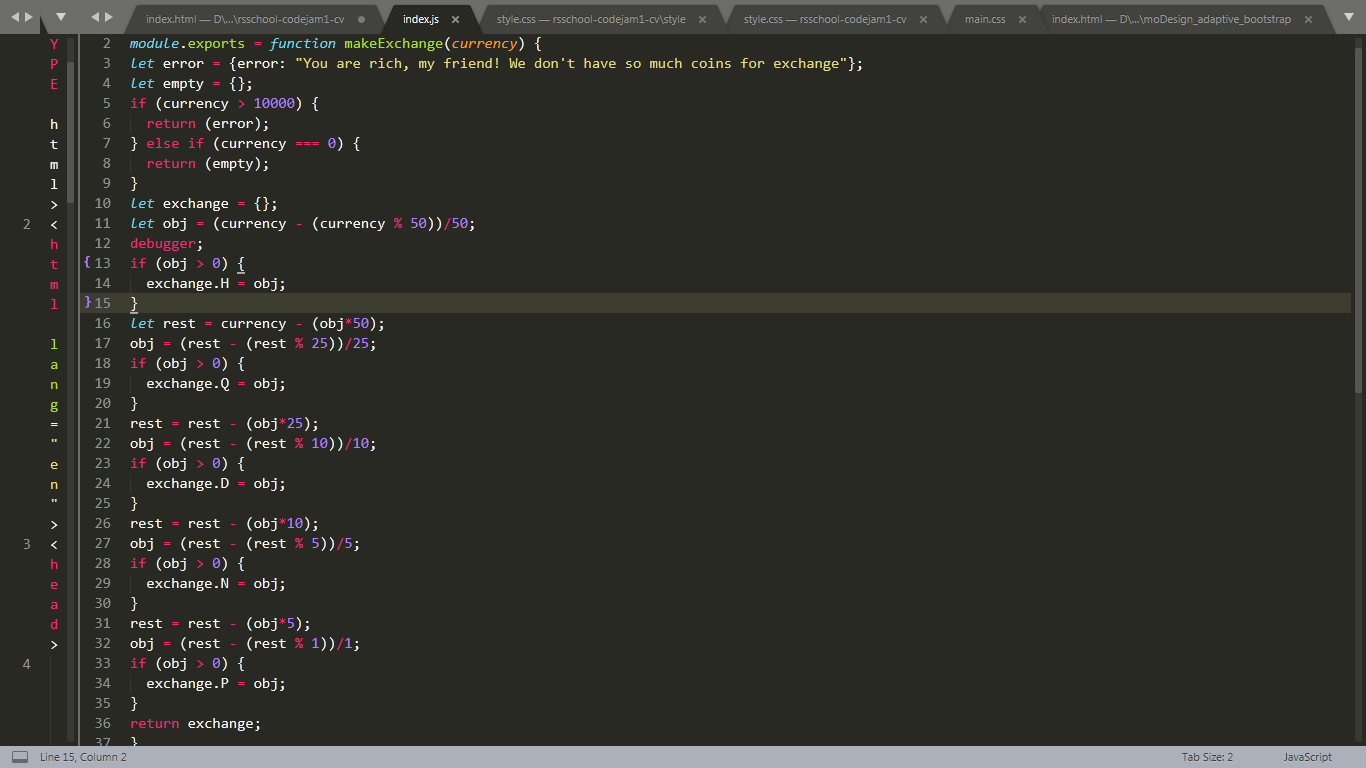 index.html — D\...\rsschool-codejam1-cv
index.js
style.css — rsschool-codejam1-cv\style
style.css — rsschool-codejam1-cv
main.css
index.html — D\...\moDesign_adaptive_bootstrap
Y
P
E
h
t
m
l
>
2 <
h
t
m
l
l
a
n
g
=
"
e
n
"
>
3 <
h
e
a
d
>
4
2 module.exports = function makeExchange(currency) {
3 let error = {error: "You are rich, my friend! We don't have so much coins for exchange"};
4 let empty = {};
5 if (currency > 10000) {
6 return (error);
7 } else if (currency === 0) {
8 return (empty);
9 }
10 let exchange = {};
11 let obj = (currency - (currency % 50))/50;
12 debugger;
{ 13 if (obj > 0) {
14 exchange.H = obj;
} 15 }
16 let rest = currency - (obj*50);
17 obj = (rest - (rest % 25))/25;
18 if (obj > 0) {
19 exchange.Q = obj;
20 }
21 rest = rest - (obj*25);
22 obj = (rest - (rest % 10))/10;
23 if (obj > 0) {
24 exchange.D = obj;
25 }
26 rest = rest - (obj*10);
27 obj = (rest - (rest % 5))/5;
28 if (obj > 0) {
29 exchange.N = obj;
30 }
31 rest = rest - (obj*5);
32 obj = (rest - (rest % 1))/1;
33 if (obj > 0) {
34 exchange.P = obj;
35 }
36 return exchange;
37 }
Line 15, Column 2
Tab Size: 2
JavaScript